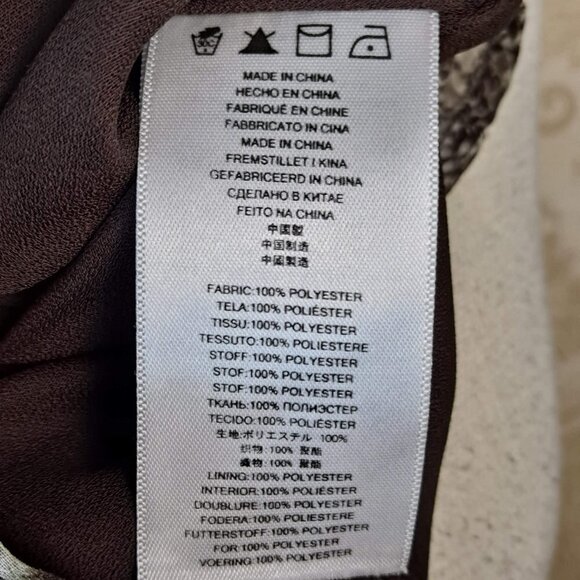 30C
MADE IN CHINA
HECHO EN CHINA
FABRIQUÉ EN CHINE
FABBRICATO IN CINA
MADE IN CHINA
FREMSTILLET I KINA
GEFABRICEERD IN CHINA
СДЕЛАНО В КИТАЕ
FEITO NA CHINA
中国製
中国制造
中國製造
FABRIC:100% POLYESTER
TELA:100% POLIÉSTER
TISSU:100% POLYESTER
TESSUTO:100% POLIESTERE
STOFF:100% POLYESTER
STOF:100% POLYESTER
STOF:100% POLYESTER
ТКАНЬ:100% ПОЛИЭСТЕР
TECIDO:100% POLIÉSTER
生地:ポリエステル 100%
织物: 100% 聚酯
織物: 100% 聚酯
LINING:100% POLYESTER
INTERIOR:100% POLIÉSTER
DOUBLURE:100% POLYESTER
FODERA:100% POLIESTERE
FUTTERSTOFF:100% POLYESTER
FOR:100% POLYESTER
VOERING:100% POLYESTER